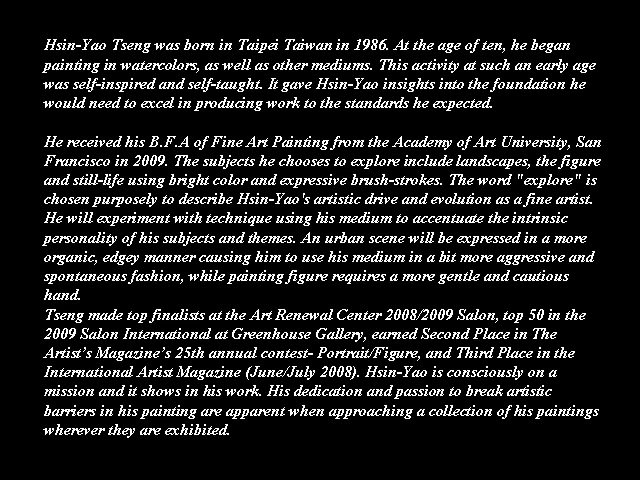 Hsin-Yao Tseng was born in Taipei Taiwan in 1986. At the age of ten, he began
painting in watercolors, as well as other mediums. This activity at such an early age
was self-inspired and self-taught. It gave Hsin-Yao insights into the foundation he
would need to excel in producing work to the standards he expected.
He received his B.F.A of Fine Art Painting from the Academy of Art University, San
Francisco in 2009. The subjects he chooses to explore include landscapes, the figure
and still-life using bright color and expressive brush-strokes. The word "explore" is
chosen purposely to describe Hsin-Yao's artistic drive and evolution as a fine artist.
He will experiment with technique using his medium to accentuate the intrinsic
personality of his subjects and themes. An urban scene will be expressed in a more
organic, edgey manner causing him to use his medium in a bit more aggressive and
spontaneous fashion, while painting figure requires a more gentle and cautious
hand.
Tseng made top finalists at the Art Renewal Center 2008/2009 Salon, top 50 in the
2009 Salon International at Greenhouse Gallery, earned Second Place in The
Artist’s Magazine’s 25th annual contest- Portrait/Figure, and Third Place in the
International Artist Magazine (June/July 2008). Hsin-Yao is consciously on a
mission and it shows in his work. His dedication and passion to break artistic
barriers in his painting are apparent when approaching a collection of his paintings
wherever they are exhibited.